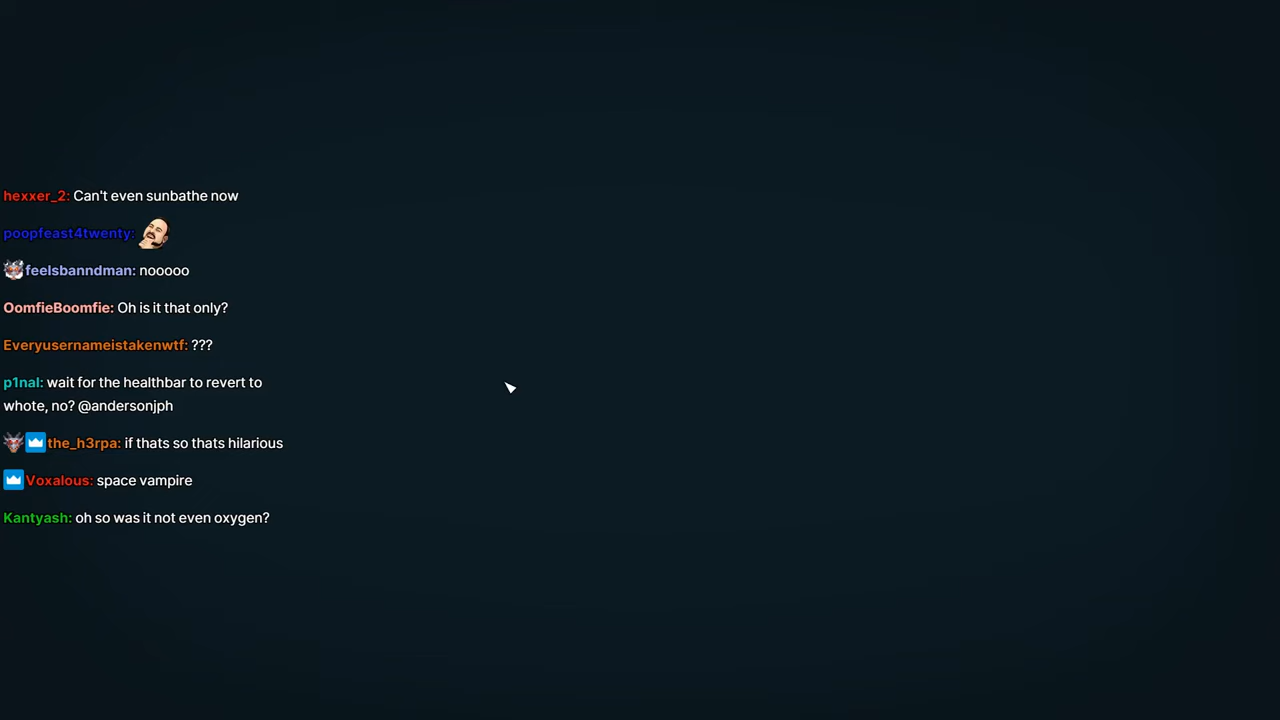 hexxer_2: Can't even sunbathe now
poopfeast4twenty:
feelsbanndman: nooooo
OomfieBoomfie: Oh is it that only?
Everyusernameistakenwtf: ???
p1nal: wait for the healthbar to revert to
whote, no? @andersonjph
the_h3rpa: if thats so thats hilarious
Voxalous: space vampire
Kantyash: oh so was it not even oxygen?